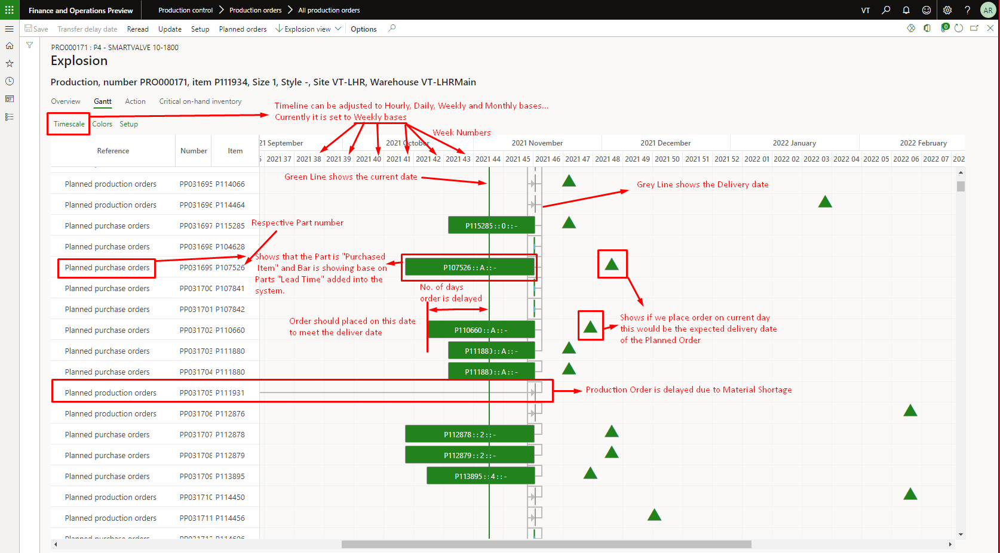 Finance and Operations Preview
Production control > Production orders > All production orders
VT
AR
Save Transfer delay date Reread Update Setup Planned orders Explosion view Options
0
PRO000171 : P4 - SMARTVALVE 10-1800
Explosion
Production, number PRO000171, item P111934, Size 1, Style -, Site VT-LHR, Warehouse VT-LHRMain
Overview Gantt Action Critical on-hand inventory
Timeline can be adjusted to Hourly, Daily, Weekly and Monthly bases...
Currently it is set to Weekly bases
Timescale Colors Setup
Week Numbers
Reference Number Item
21 September 2021 October 2021 November 2021 December 2022 January 2022 February
2021 37 2021 38 2021 39 2021 40 2021 41 2021 42 2021 43 2021 44 2021 45 2021 46 2021 47 2021 48 2021 49 2021 50 2021 51 2021 52 2022 01 2022 02 2022 03 2022 04 2022 05 2022 06 2022 07 202
Green Line shows the current date
Grey Line shows the Delivery date
Planned production orders PP031695 P114066
Planned production orders PP031696 P114464
Planned purchase orders PP031697 P115285 P115285::0::-
Respective Part number
Planned purchase orders PP031698 P104628
Planned purchase orders PP031699 P107526 P107526::A::-
Shows that the Part is "Purchased
Item" and Bar is showing base on
Parts "Lead Time" added into the
system.
Planned purchase orders PP031700 P107841
No. of days
order is delayed
Planned purchase orders PP031701 P107842
Order should placed on this date
to meet the deliver date
Shows if we place order on current day
this would be the expected delivery date
of the Planned Order
Planned purchase orders PP031702 P110660 P110660::A::-
Planned purchase orders PP031703 P111880 P111880::A::-
Planned purchase orders PP031704 P111880 P111880::A::-
Planned production orders PP031705 P111931
Production Order is delayed due to Material Shortage
Planned production orders PP031706 P112876
Planned purchase orders PP031707 P112878 P112878::2::-
Planned purchase orders PP031708 P112879 P112879::2::-
Planned purchase orders PP031709 P113895 P113895::4::-
Planned production orders PP031710 P114450
Planned production orders PP031711 P114456
Planned purchase orders